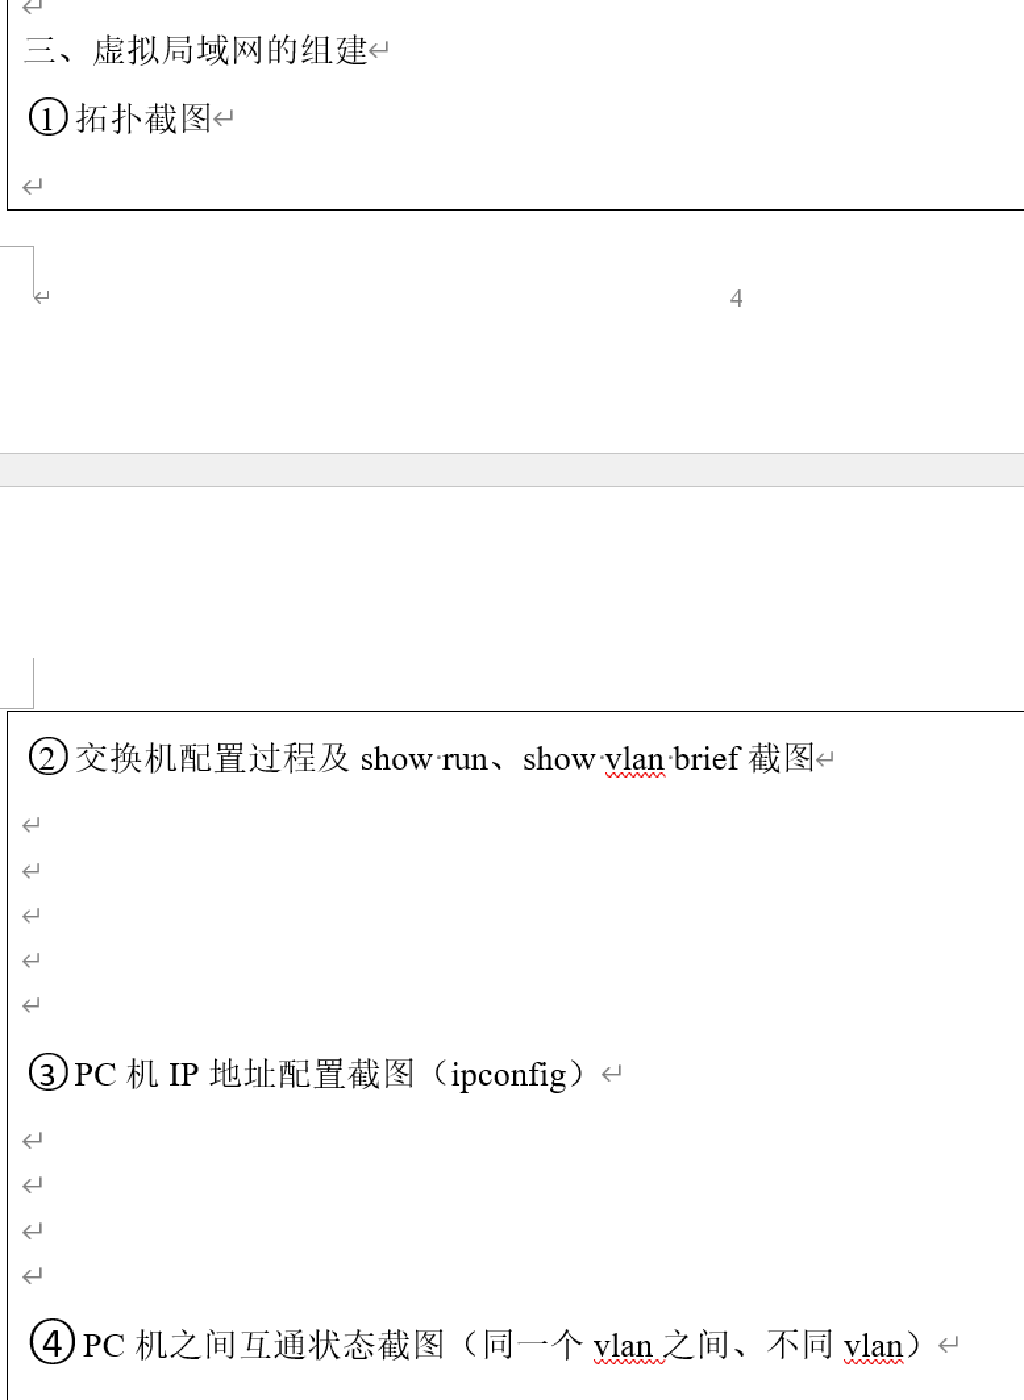 三、虚拟局域网的组建
①拓扑截图
4
②交换机配置过程及 show run、show vlan brief 截图
③PC 机 IP 地址配置截图（ipconfig）
④PC 机之间互通状态截图（同一个 vlan 之间、不同 vlan）